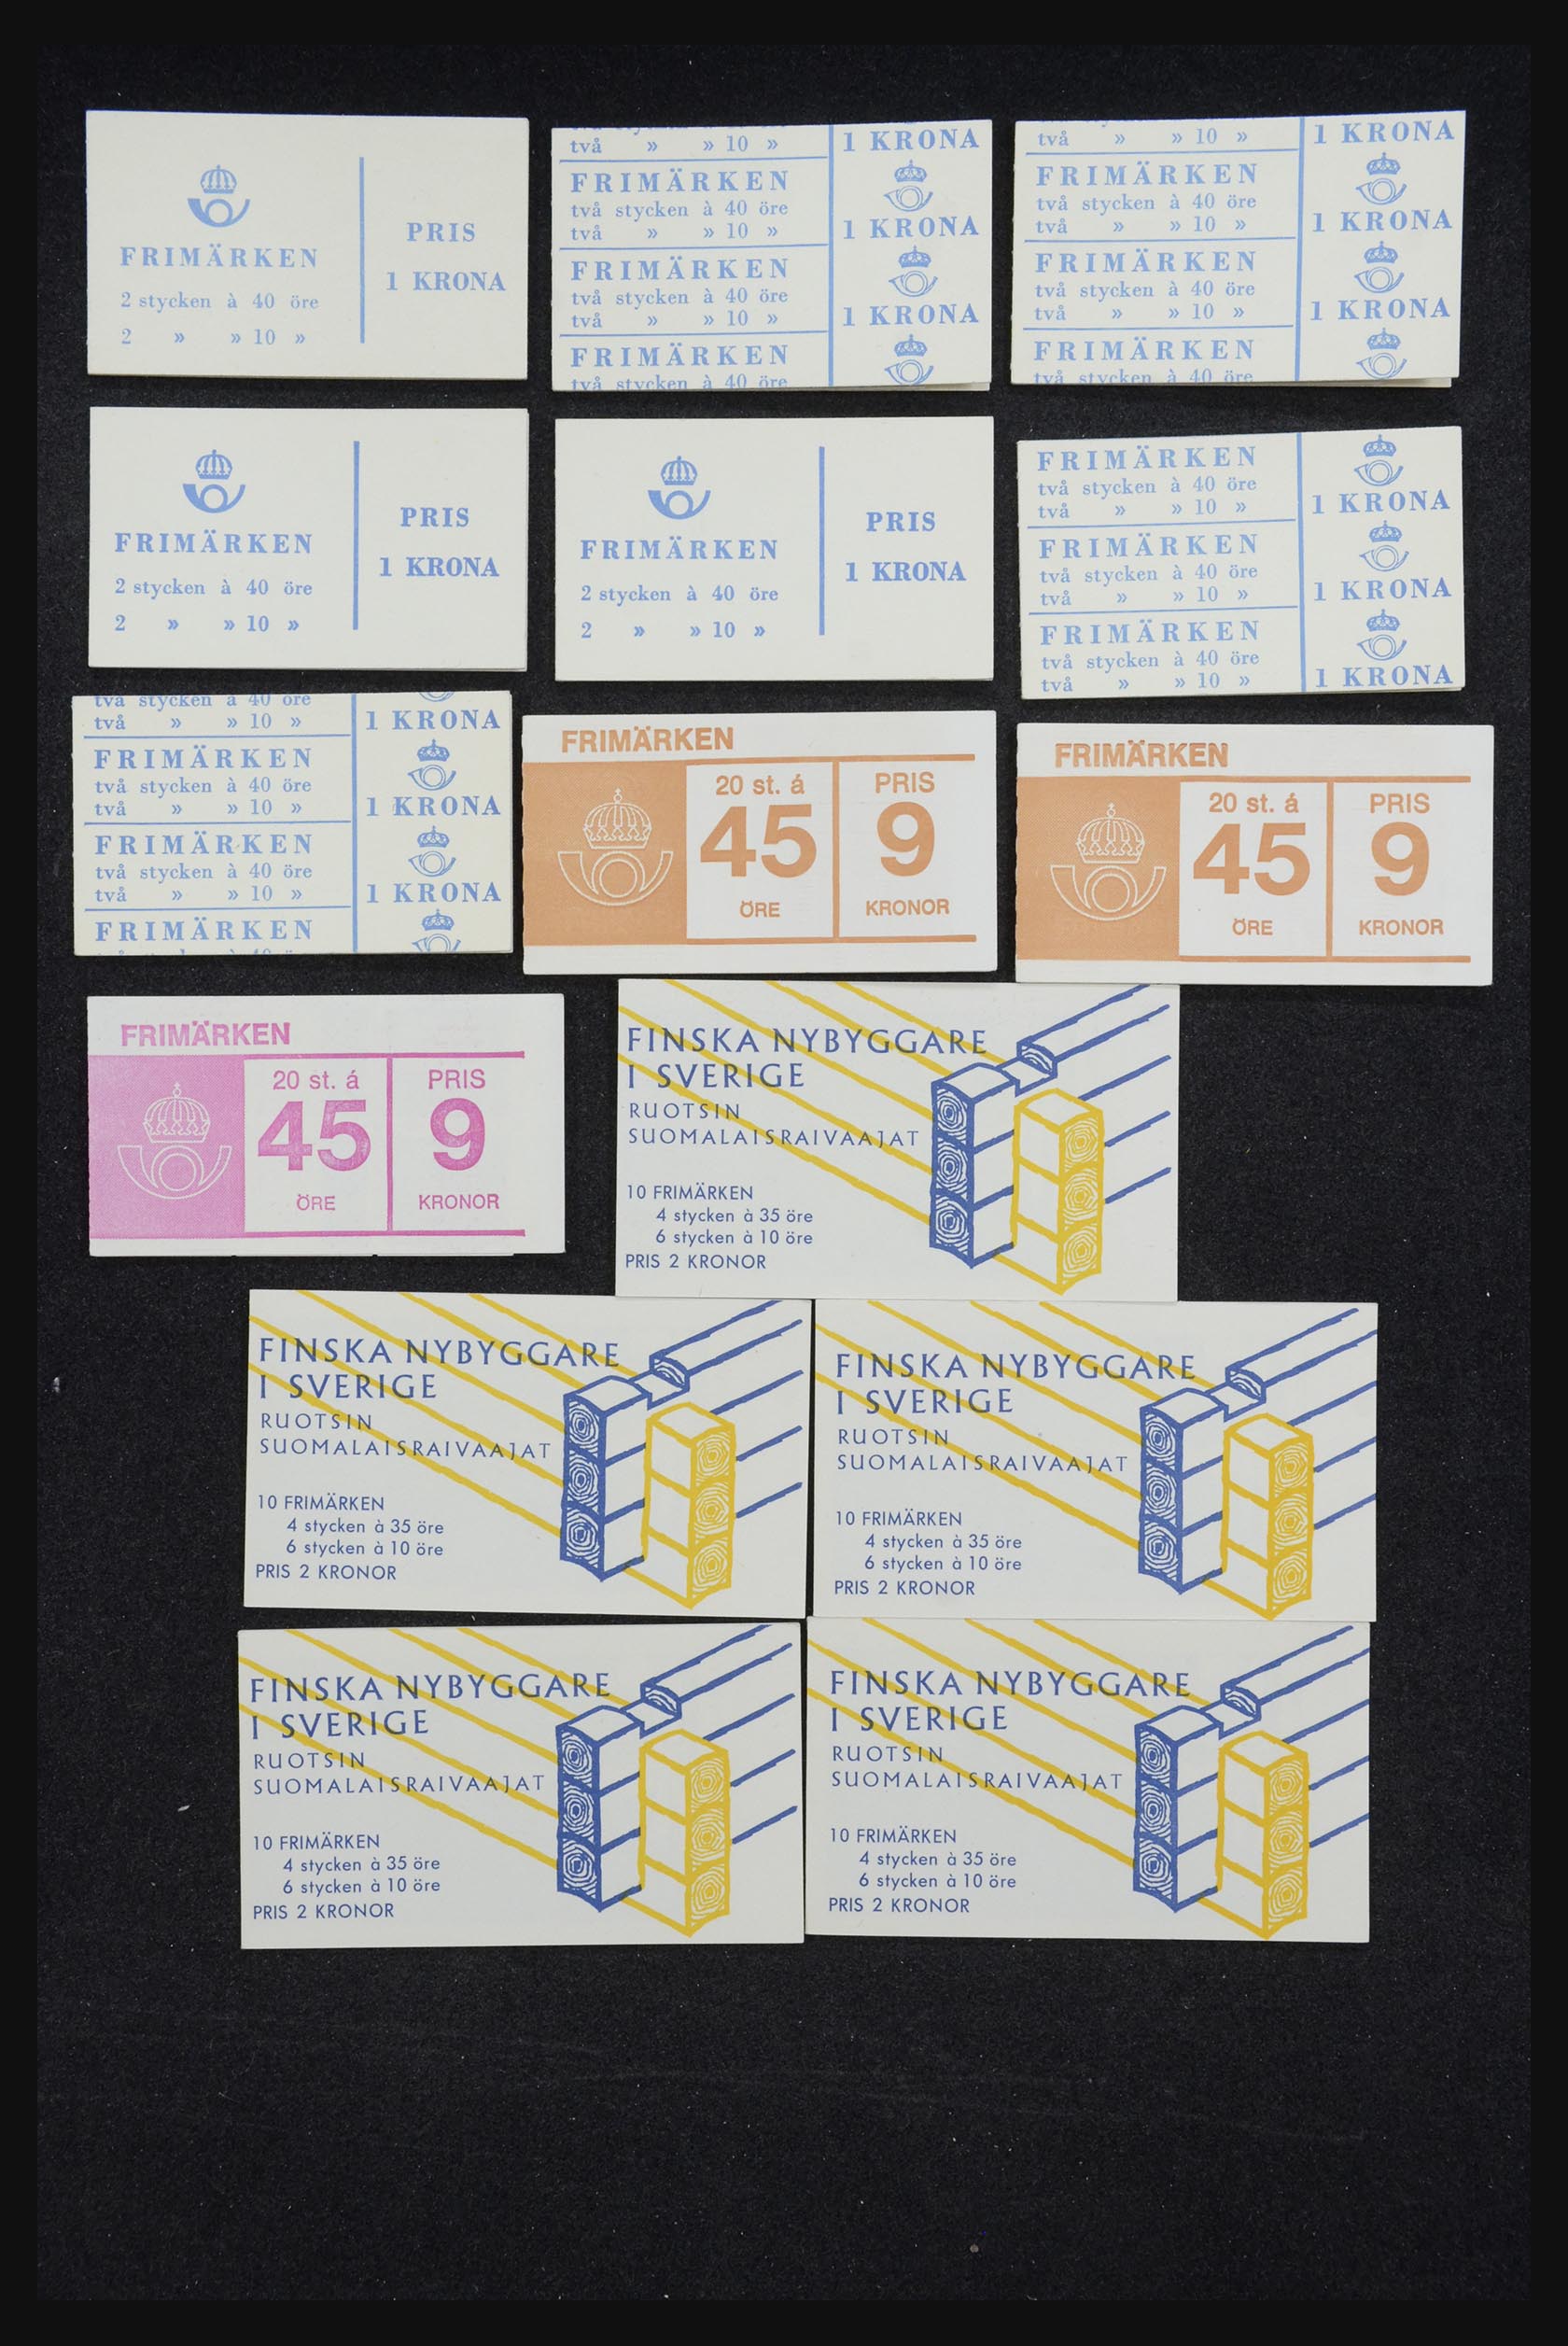 FRIMÄRKEN
2 stycken à 40 öre
2 » » 10 »
PRIS
1 KRONA
två » » 10 »
FRIMÄRKEN
två stycken à 40 öre
två » » 10 »
FRIMÄRKEN
två stycken à 40 öre
två » » 10 »
FRIMÄRKEN
två stycken à 40 öre
1 KRONA
1 KRONA
1 KRONA
två » » 10 »
FRIMÄRKEN
två stycken à 40 öre
två » » 10 »
FRIMÄRKEN
två stycken à 40 öre
två » » 10 »
FRIMÄRKEN
två stycken à 40 öre
1 KRONA
1 KRONA
1 KRONA
FRIMÄRKEN
2 stycken à 40 öre
2 » » 10 »
PRIS
1 KRONA
FRIMÄRKEN
2 stycken à 40 öre
2 » » 10 »
PRIS
1 KRONA
FRIMÄRKEN
två stycken à 40 öre
två » » 10 »
FRIMÄRKEN
två stycken à 40 öre
två » » 10 »
FRIMÄRKEN
två stycken à 40 öre
två » » 10 »
1 KRONA
1 KRONA
1 KRONA
två stycken à 40 öre
två » » 10 »
FRIMÄRKEN
två stycken à 40 öre
två » » 10 »
FRIMÄRKEN
två stycken à 40 öre
två » » 10 »
FRIMÄRKEN
1 KRONA
1 KRONA
1 KRONA
FRIMÄRKEN
20 st. á
45
ÖRE
PRIS
9
KRONOR
FRIMÄRKEN
20 st. á
45
ÖRE
PRIS
9
KRONOR
FRIMÄRKEN
20 st. á
45
ÖRE
PRIS
9
KRONOR
FINSKA NYBYGGARE
I SVERIGE
RUOTSIN
SUOMALAISRAIVAAJAT
10 FRIMÄRKEN
4 stycken à 35 öre
6 stycken à 10 öre
PRIS 2 KRONOR
FINSKA NYBYGGARE
I SVERIGE
RUOTSIN
SUOMALAISRAIVAAJAT
10 FRIMÄRKEN
4 stycken à 35 öre
6 stycken à 10 öre
PRIS 2 KRONOR
FINSKA NYBYGGARE
I SVERIGE
RUOTSIN
SUOMALAISRAIVAAJAT
10 FRIMÄRKEN
4 stycken à 35 öre
6 stycken à 10 öre
PRIS 2 KRONOR
FINSKA NYBYGGARE
I SVERIGE
RUOTSIN
SUOMALAISRAIVAAJAT
10 FRIMÄRKEN
4 stycken à 35 öre
6 stycken à 10 öre
PRIS 2 KRONOR
FINSKA NYBYGGARE
I SVERIGE
RUOTSIN
SUOMALAISRAIVAAJAT
10 FRIMÄRKEN
4 stycken à 35 öre
6 stycken à 10 öre
PRIS 2 KRONOR